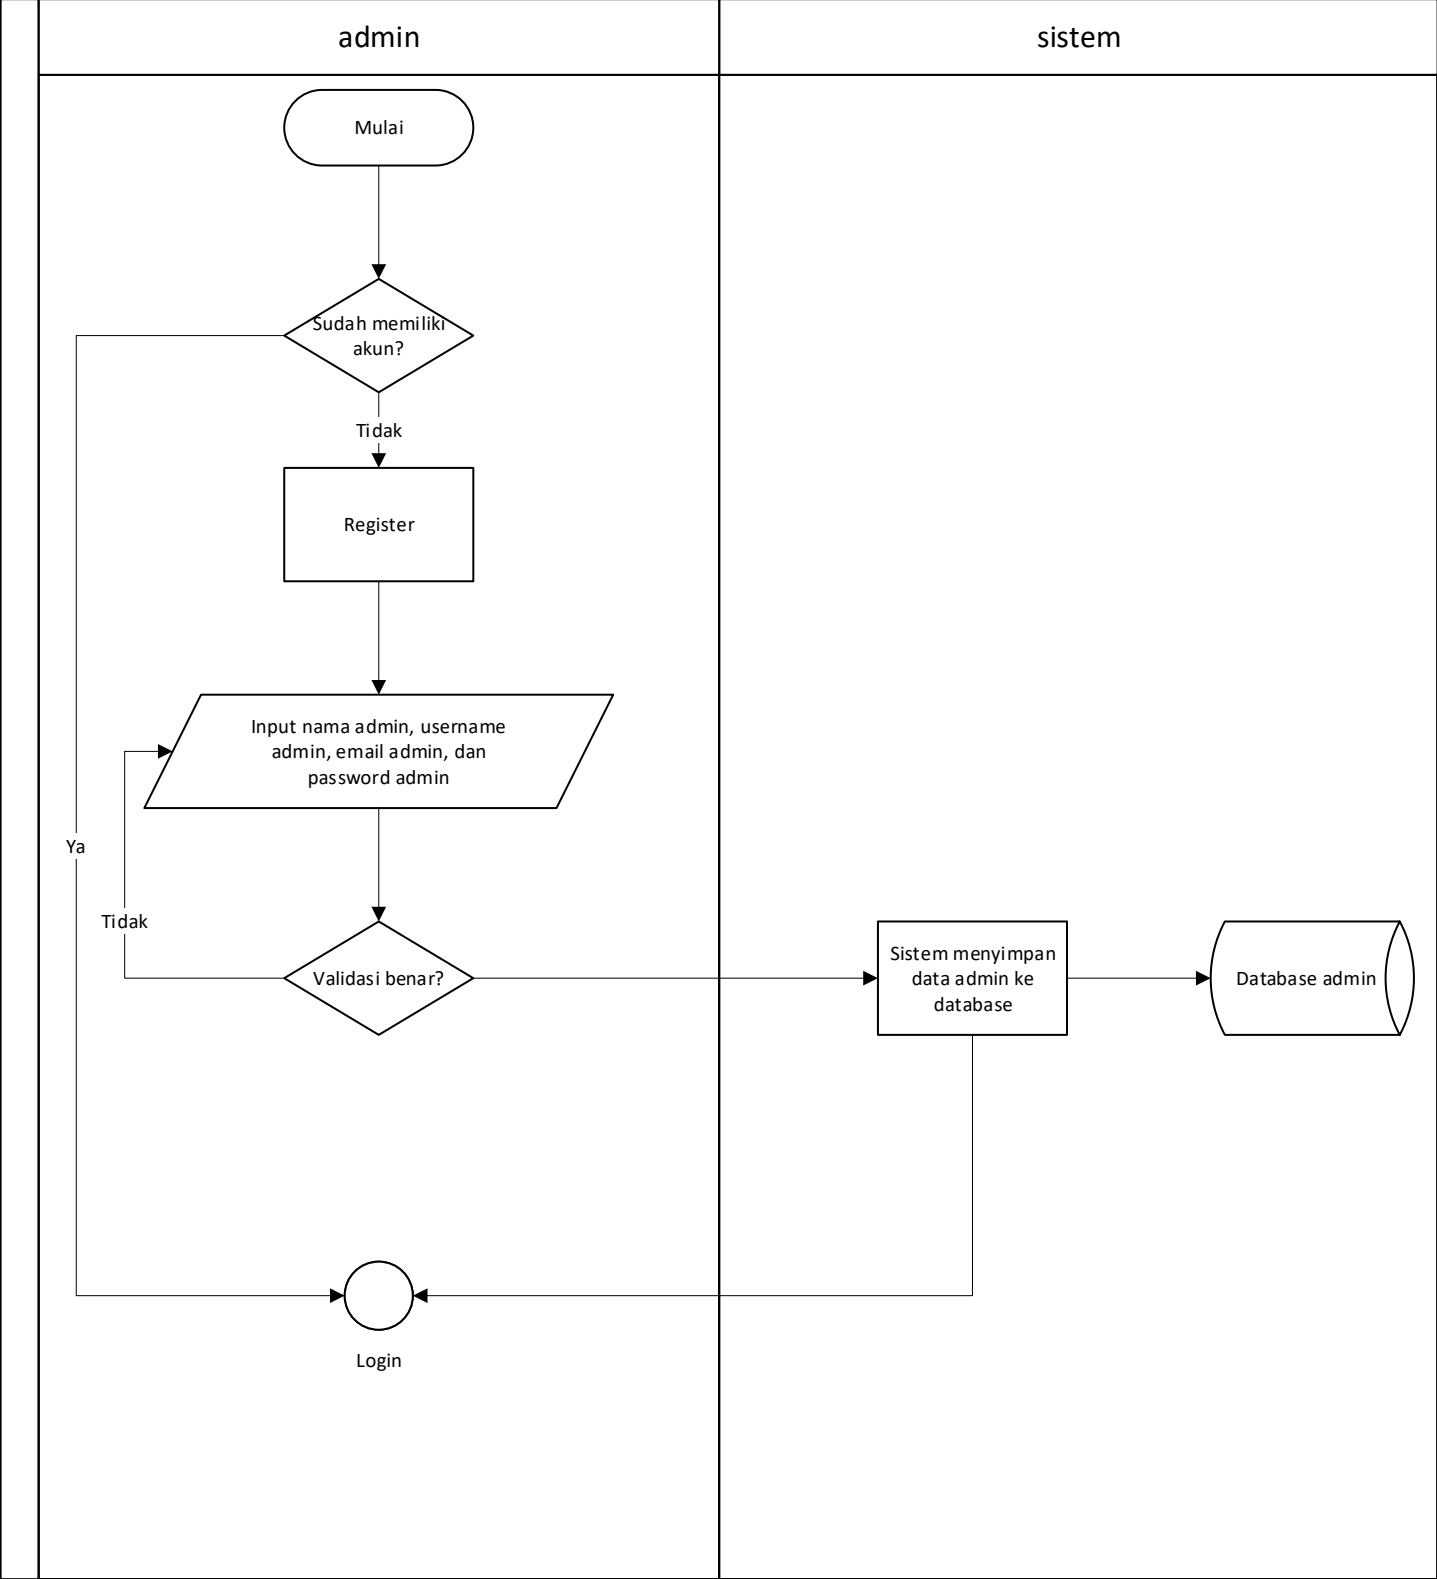 admin
sistem
Mulai
Sudah memiliki
akun?
Tidak
Register
Input nama admin, username
admin, email admin, dan
password admin
Ya
Tidak
Validasi benar?
Sistem menyimpan
data admin ke
database
Database admin
Login